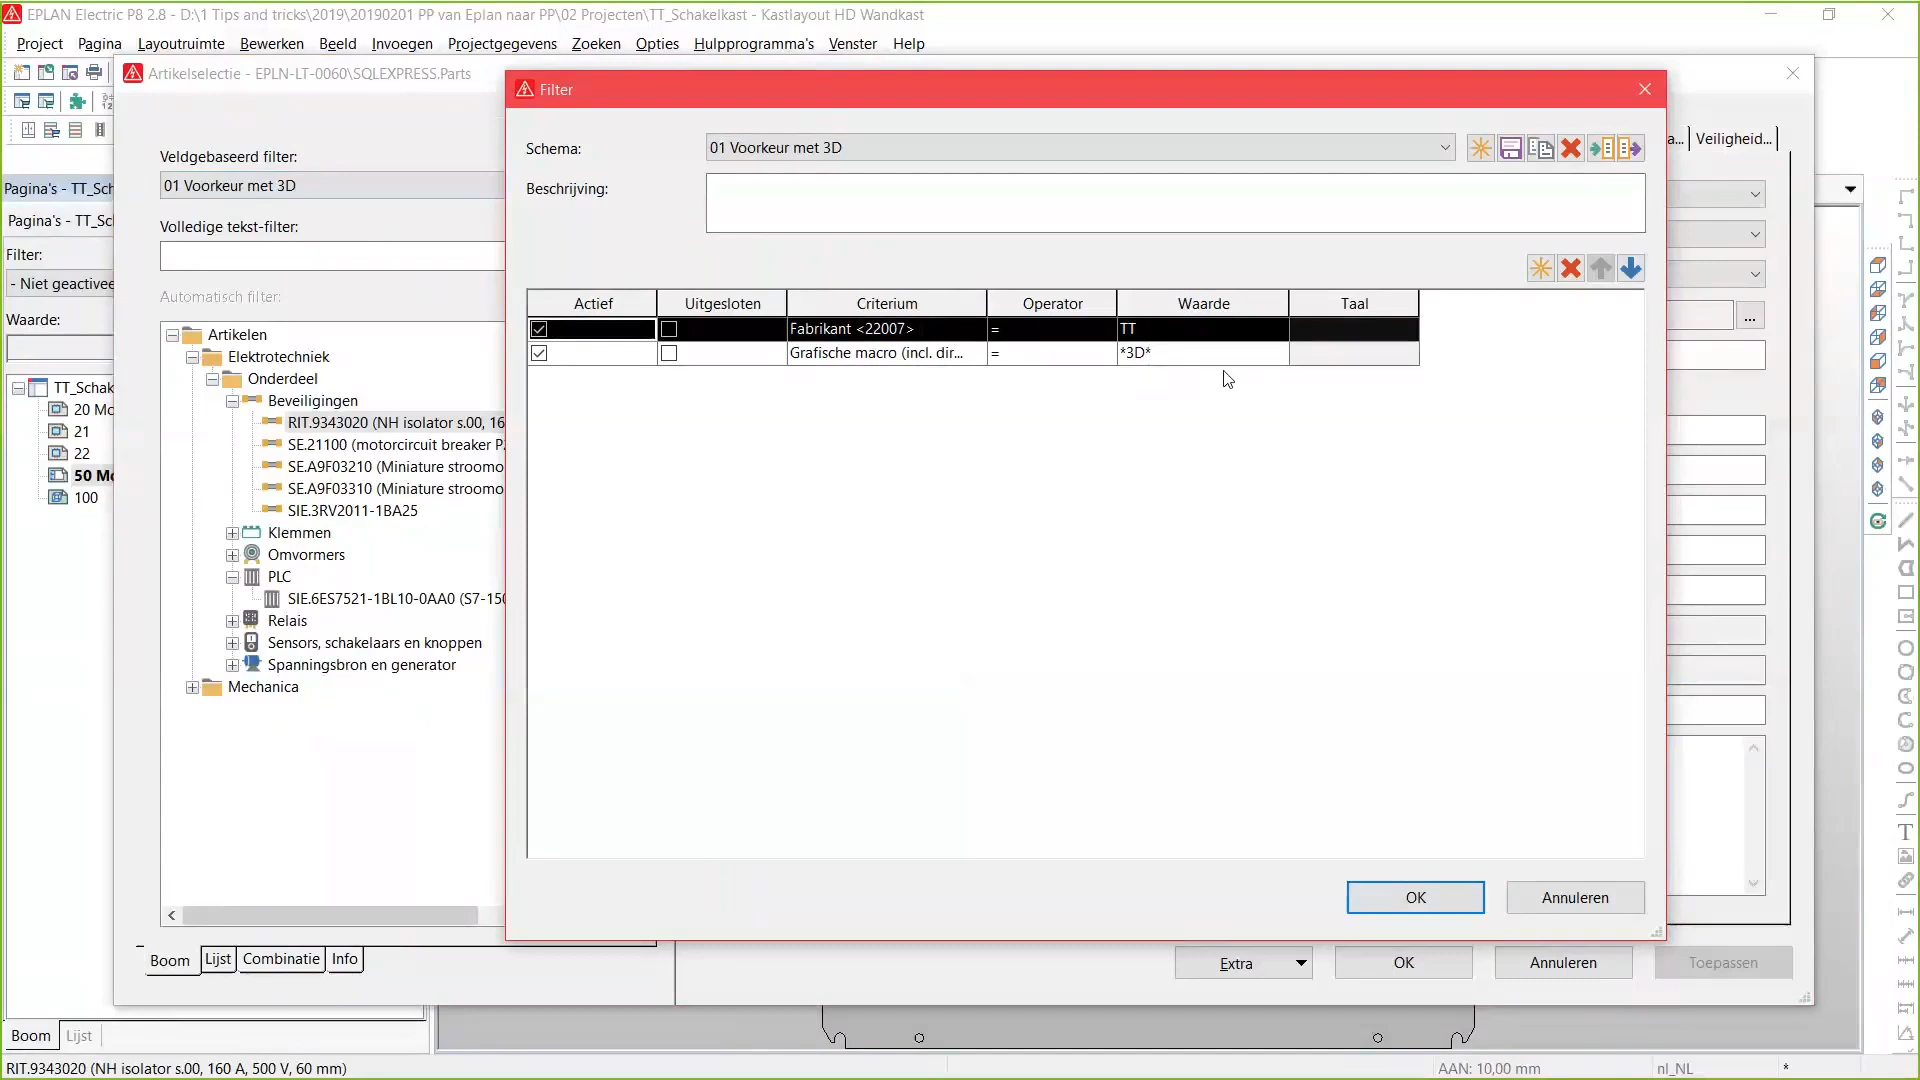 EPLAN Electric P8 2.8 - D:\1 Tips and tricks\2019\20190201 PP van Eplan naar PP\02 Projecten\TT_Schakelkast - Kastlayout HD Wandkast
Project Pagina Layoutruimte Bewerken Beeld Invoegen Projectgegevens Zoeken Opties Hulpprogramma's Venster Help
Artikelselectie - EPLN-LT-0060\SQLEXPRESS.Parts
Filter
Schema:
01 Voorkeur met 3D
Beschrijving:
Veiligheid...
Veldgebaseerd filter:
01 Voorkeur met 3D
Volledige tekst-filter:
Automatisch filter:
Pagina's - TT_Sch
Pagina's - TT_Sc
Filter:
- Niet geactivee
Waarde:
TT_Schak
20 Mo
21
22
50 Mo
100
Artikelen
Elektrotechniek
Onderdeel
Beveiligingen
RIT.9343020 (NH isolator s.00, 16
SE.21100 (motorcircuit breaker P
SE.A9F03210 (Miniature stroomo
SE.A9F03310 (Miniature stroomo
SIE.3RV2011-1BA25
Klemmen
Omvormers
PLC
SIE.6ES7521-1BL10-0AA0 (S7-150
Relais
Sensors, schakelaars en knoppen
Spanningsbron en generator
Mechanica
Actief Uitgesloten Criterium Operator Waarde Taal
Fabrikant <22007> = TT
Grafische macro (incl. dir... = *3D*
...
OK Annuleren
Boom Lijst Combinatie Info
Extra OK Annuleren Toepassen
Boom Lijst
RIT.9343020 (NH isolator s.00, 160 A, 500 V, 60 mm)
AAN: 10,00 mm
nl_NL
*